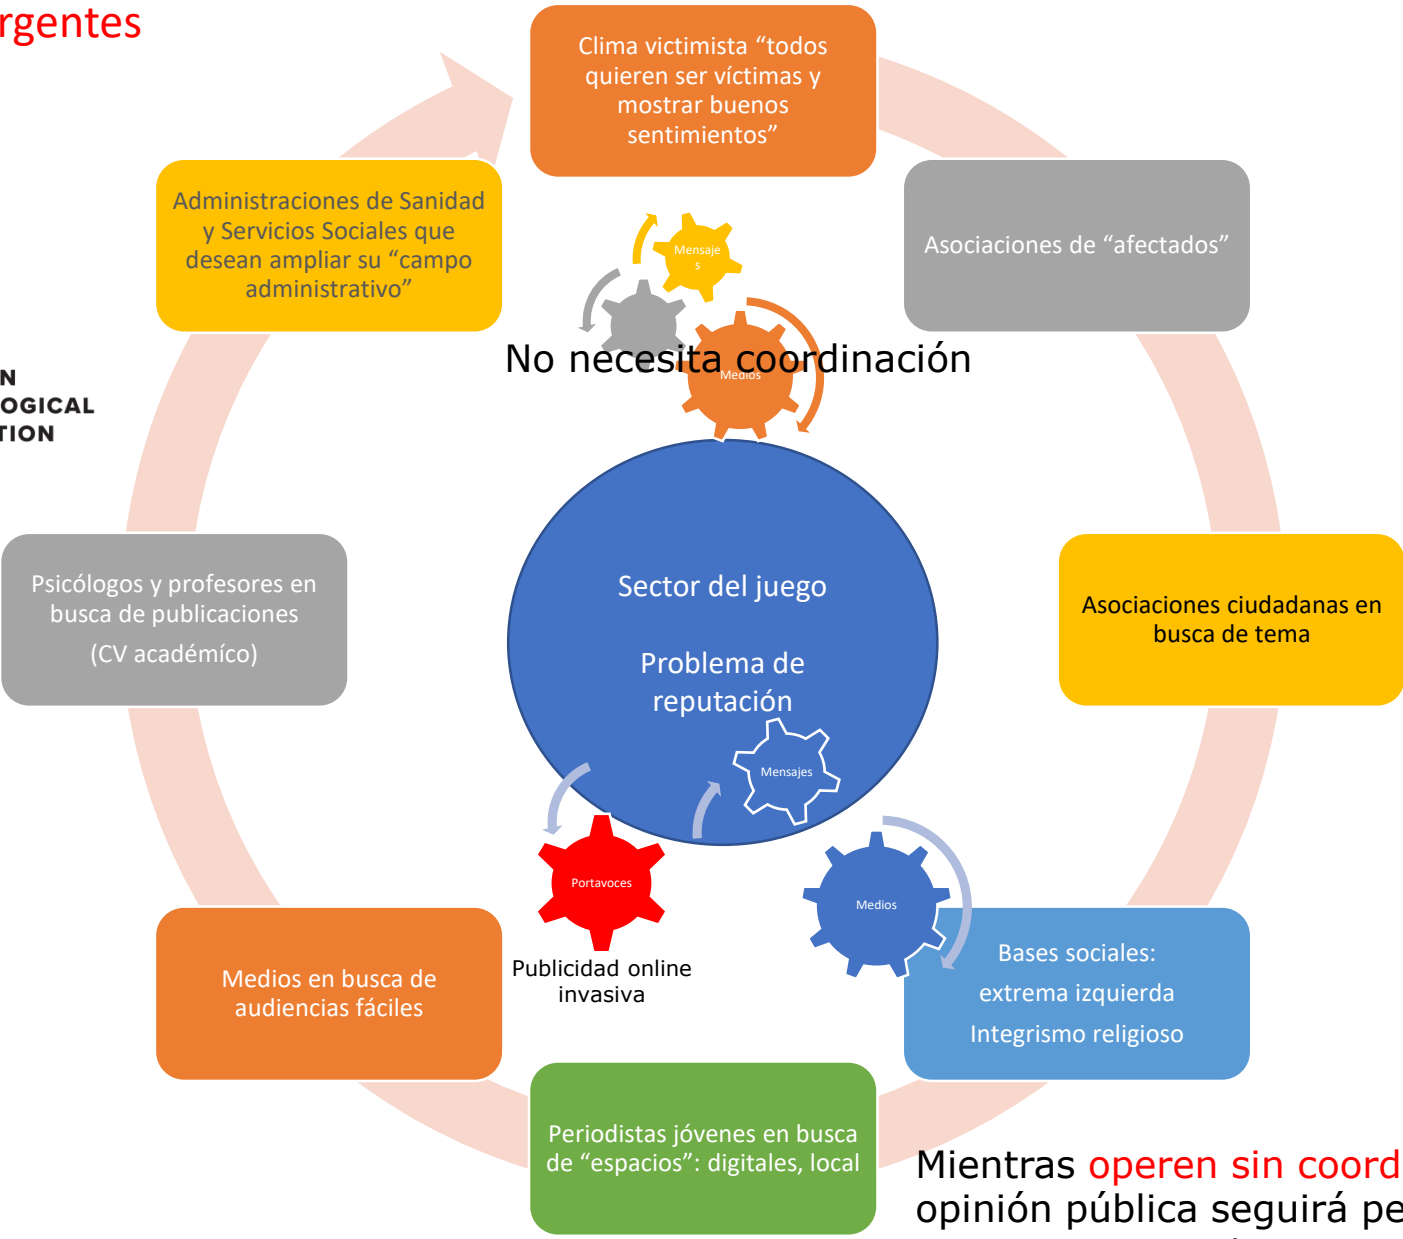 rgentes
Clima victimista “todos
quieren ser víctimas y
mostrar buenos
sentimientos”
Administraciones de Sanidad
y Servicios Sociales que
desean ampliar su “campo
administrativo”
Asociaciones de “afectados”
Mensaje
s
No necesita coordinación
Medios
N
OGICAL
TION
Psicólogos y profesores en
busca de publicaciones
(CV académíco)
Sector del juego
Problema de
reputación
Asociaciones ciudadanas en
busca de tema
Mensajes
Portavoces
Medios
Publicidad online
invasiva
Medios en busca de
audiencias fáciles
Bases sociales:
extrema izquierda
Integrismo religioso
Periodistas jóvenes en busca
de “espacios”: digitales, local
Mientras operen sin coord
opinión pública seguirá pe